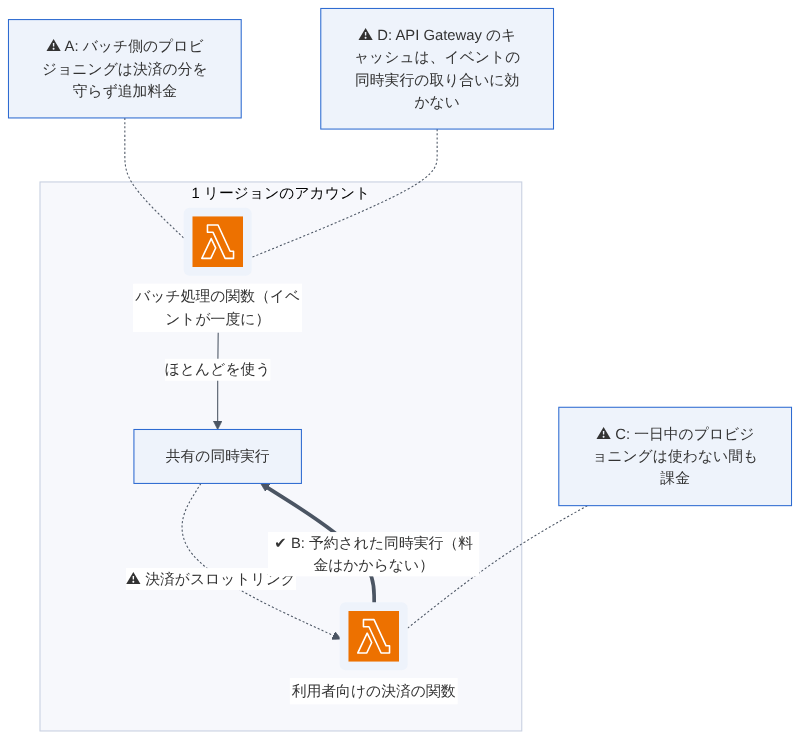 ⚠ A: バッチ側のプロビ
ジョニングは決済の分を
守らず追加料金
⚠ D: API Gateway のキ
ャッシュは、イベントの
同時実行の取り合いに効
かない
1 リージョンのアカウント
バッチ処理の関数（イベ
ントが一度に）
ほとんどを使う
共有の同時実行
⚠ C: 一日中のプロビジ
ョニングは使わない間も
課金
✔ B: 予約された同時実行（料
金はかからない）
⚠ 決済がスロットリング
利用者向けの決済の関数